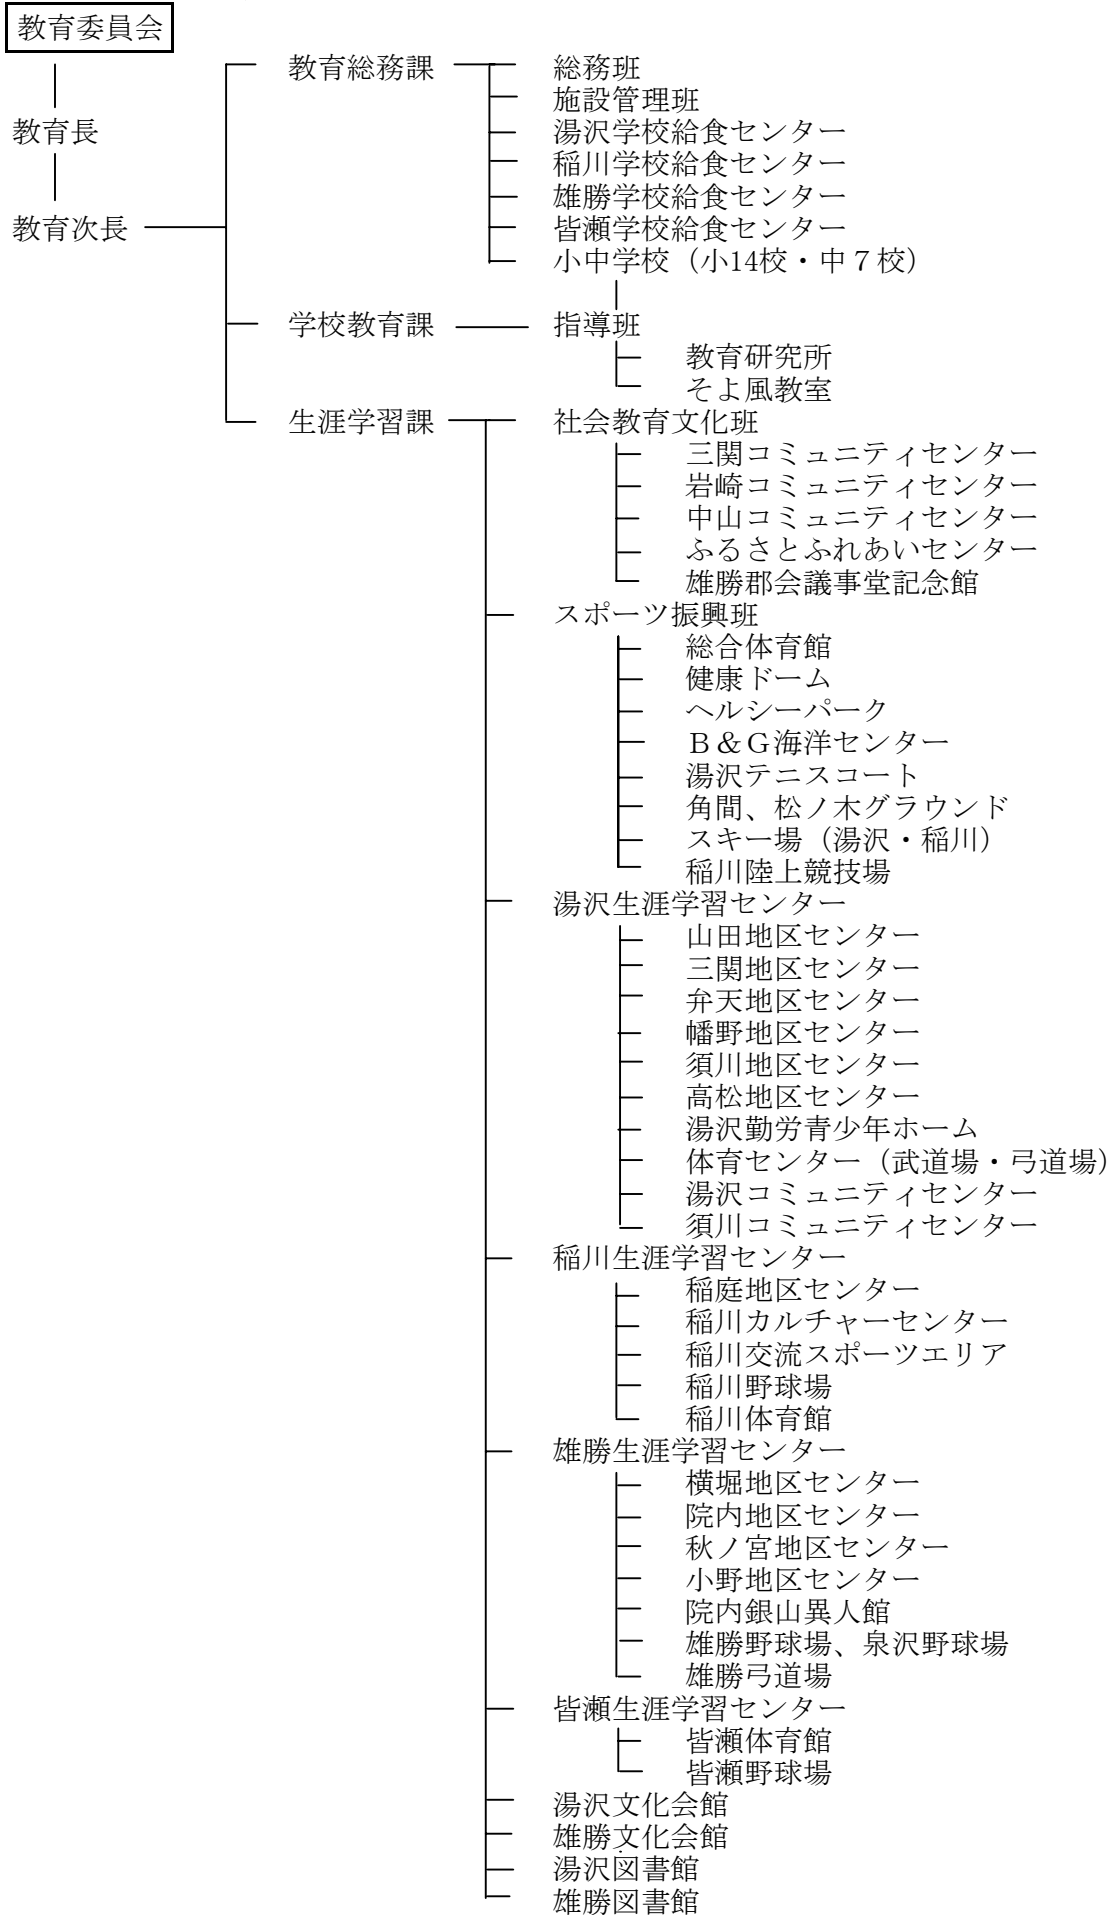 教育委員会
教育総務課 総務班
施設管理班
教育長 湯沢学校給食センター
稲川学校給食センター
雄勝学校給食センター
教育次長 皆瀬学校給食センター
小中学校（小14校・中７校）
学校教育課 指導班
教育研究所
そよ風教室
生涯学習課 社会教育文化班
三関コミュニティセンター
岩崎コミュニティセンター
中山コミュニティセンター
ふるさとふれあいセンター
雄勝郡会議事堂記念館
スポーツ振興班
総合体育館
健康ドーム
ヘルシーパーク
Ｂ＆Ｇ海洋センター
湯沢テニスコート
角間、松ノ木グラウンド
スキー場（湯沢・稲川）
稲川陸上競技場
湯沢生涯学習センター
山田地区センター
三関地区センター
弁天地区センター
幡野地区センター
須川地区センター
高松地区センター
湯沢勤労青少年ホーム
体育センター（武道場・弓道場）
湯沢コミュニティセンター
須川コミュニティセンター
稲川生涯学習センター
稲庭地区センター
稲川カルチャーセンター
稲川交流スポーツエリア
稲川野球場
稲川体育館
雄勝生涯学習センター
横堀地区センター
院内地区センター
秋ノ宮地区センター
小野地区センター
院内銀山異人館
雄勝野球場、泉沢野球場
雄勝弓道場
皆瀬生涯学習センター
皆瀬体育館
皆瀬野球場
湯沢文化会館
雄勝文化会館
湯沢図書館
雄勝図書館